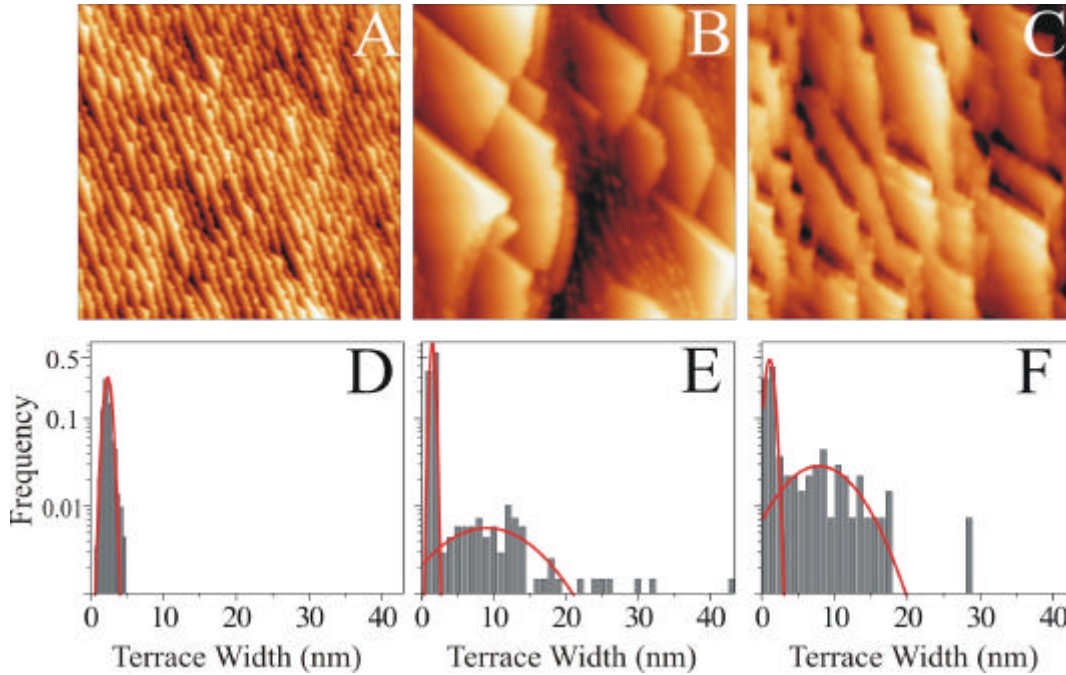 A
B
C
D
E
F
Frequency
0.5
0.1
0.01
0 10 20 30 40
0 10 20 30 40
0 10 20 30 40
Terrace Width (nm)
Terrace Width (nm)
Terrace Width (nm)